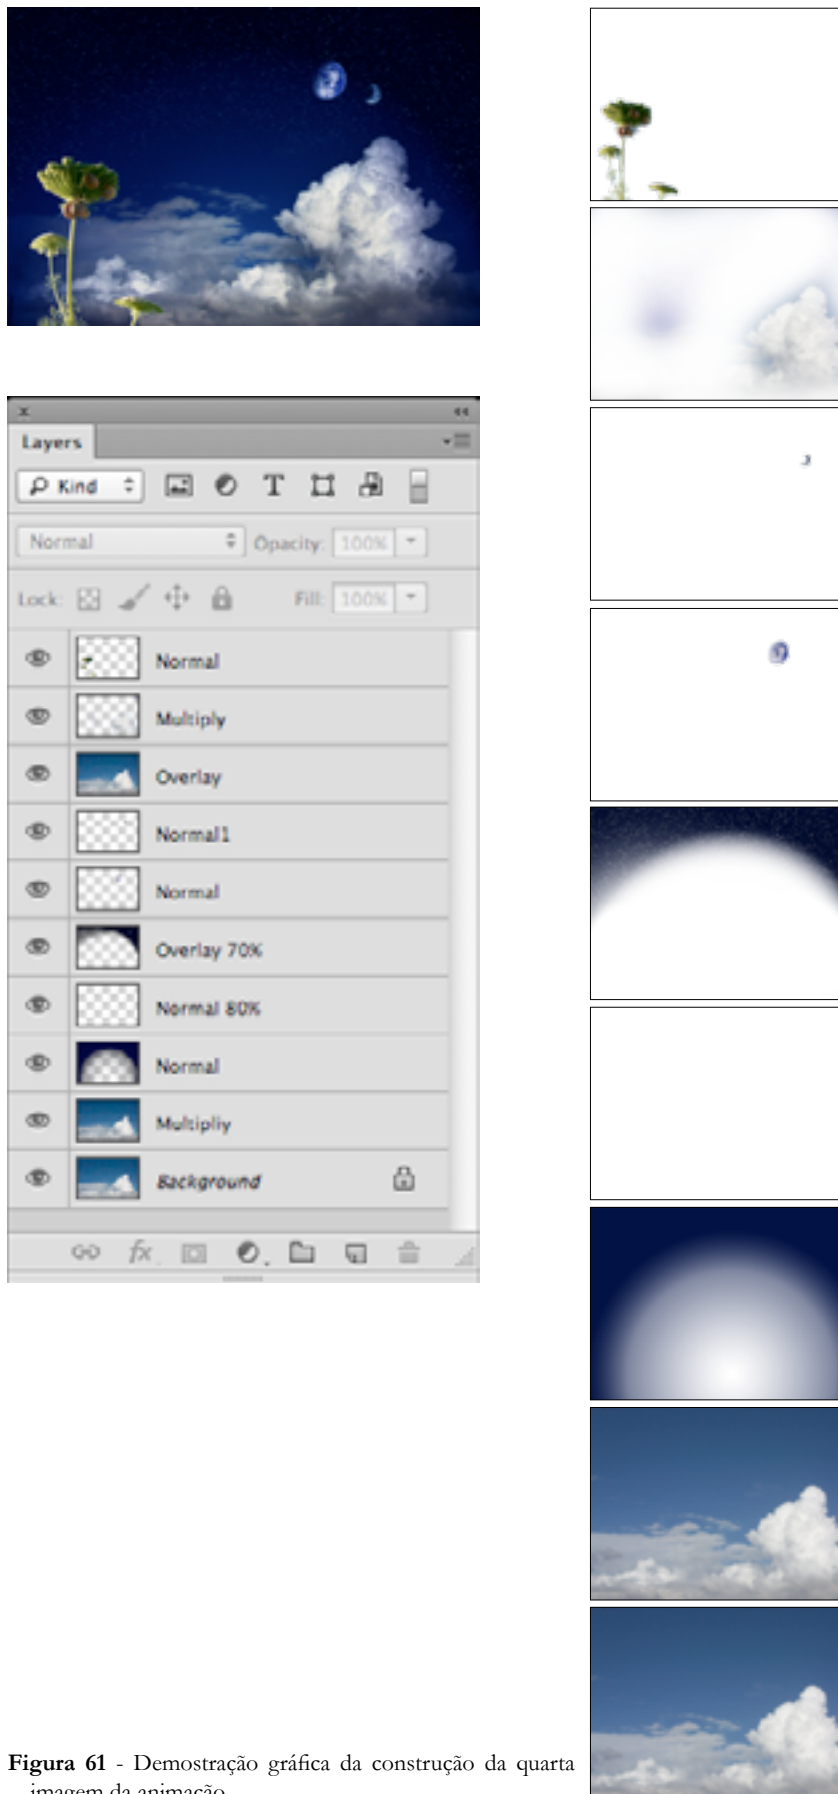 Layers
Kind
Normal
Opacity: 100%
Lock:
Fill: 100%
Normal
Multiply
Overlay
Normal1
Normal
Overlay 70%
Normal 80%
Normal
Multipliy
Background
fx
Figura 61 - Demostração gráfica da construção da quarta
imagem da animação